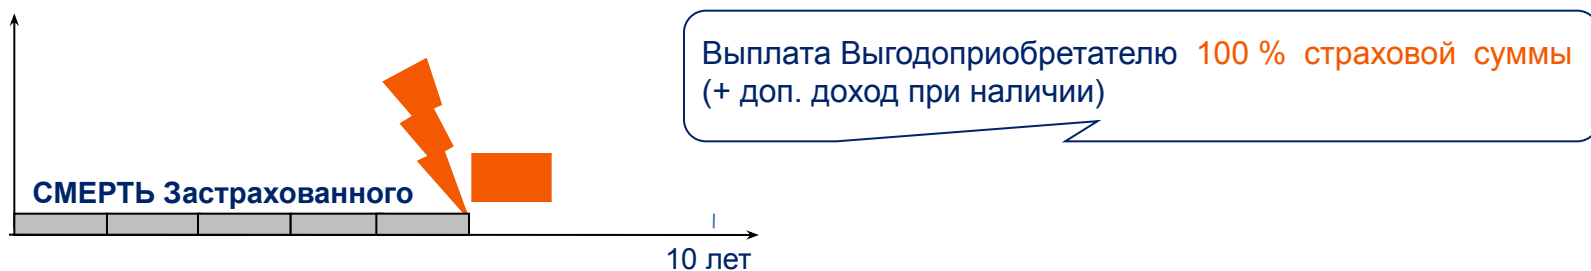 Выплата Выгодоприобретателю 100 % страховой суммы
(+ доп. доход при наличии)
СМЕРТЬ Застрахованного
10 лет